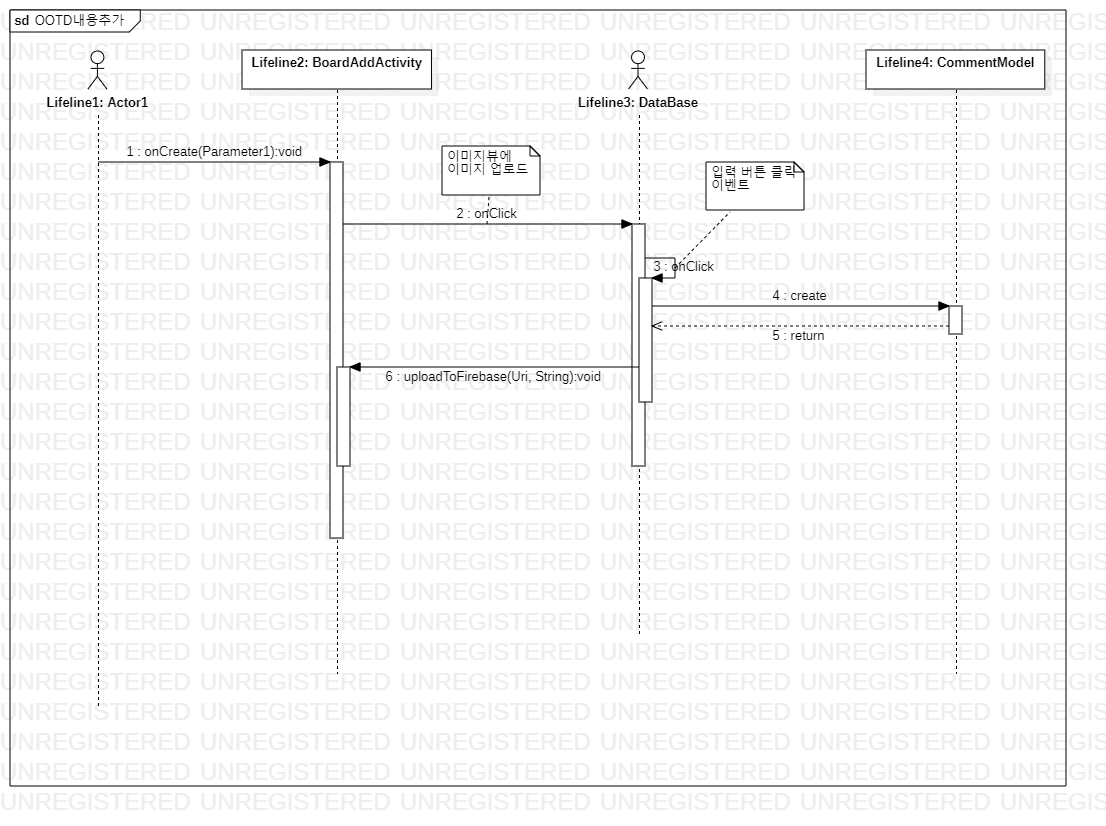 sd OOTD내용추가
Lifeline1: Actor1
Lifeline2: BoardAddActivity
Lifeline3: DataBase
Lifeline4: CommentModel
1 : onCreate(Parameter1):void
이미지뷰에
이미지 업로드
입력 버튼 클릭
이벤트
2 : onClick
3 : onClick
4 : create
5 : return
6 : uploadToFirebase(Uri, String):void
UNREGISTERED